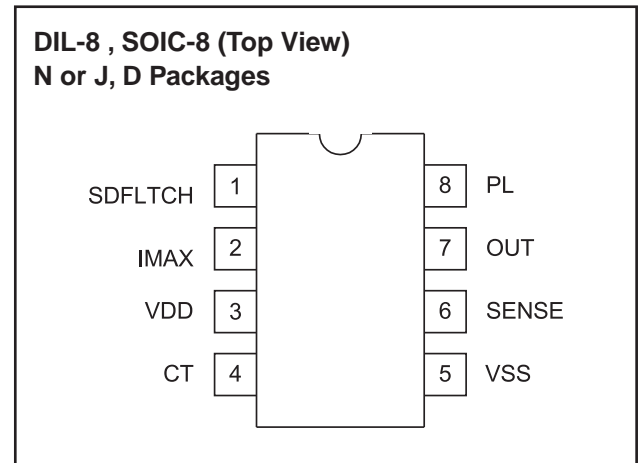 DIL-8 , SOIC-8 (Top View)
N or J, D Packages
SDFLTCH 1 8 PL
IMAX 2 7 OUT
VDD 3 6 SENSE
CT 4 5 VSS